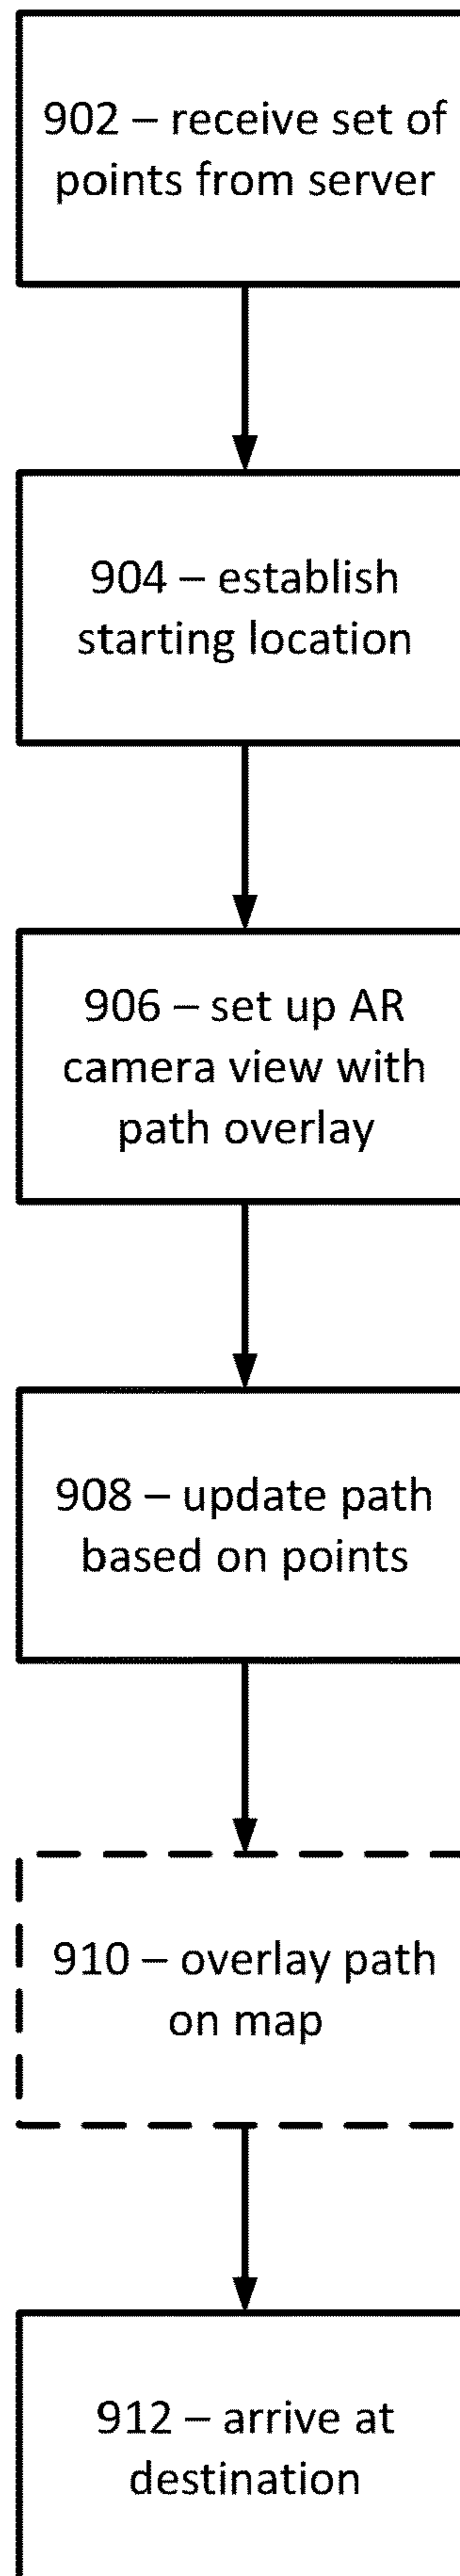 902 – receive set of
points from server
904 – establish
starting location
906 – set up AR
camera view with
path overlay
908 – update path
based on points
910 – overlay path
on map
912 – arrive at
destination